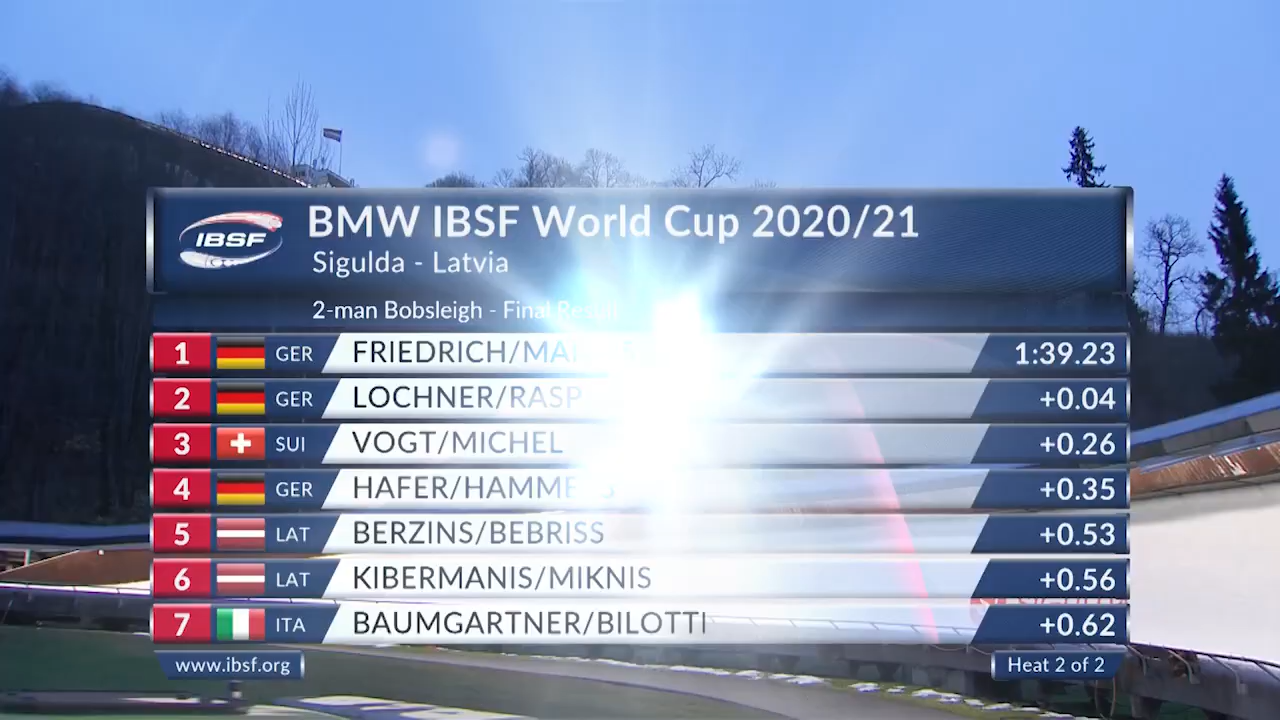 IBSF
BMW IBSF World Cup 2020/21
Sigulda - Latvia
2-man Bobsleigh - Final Result
1 GER 1:39.23
2 GER LOCHNER/RASP +0.04
3 SUI VOGT/MICHEL +0.26
4 GER +0.35
5 LAT BERZINS/BEBRISS +0.53
6 LAT KIBERMANIS/MIKNIS +0.56
7 ITA BAUMGARTNER/BILOTTI +0.62
www.ibsf.org
Heat 2 of 2